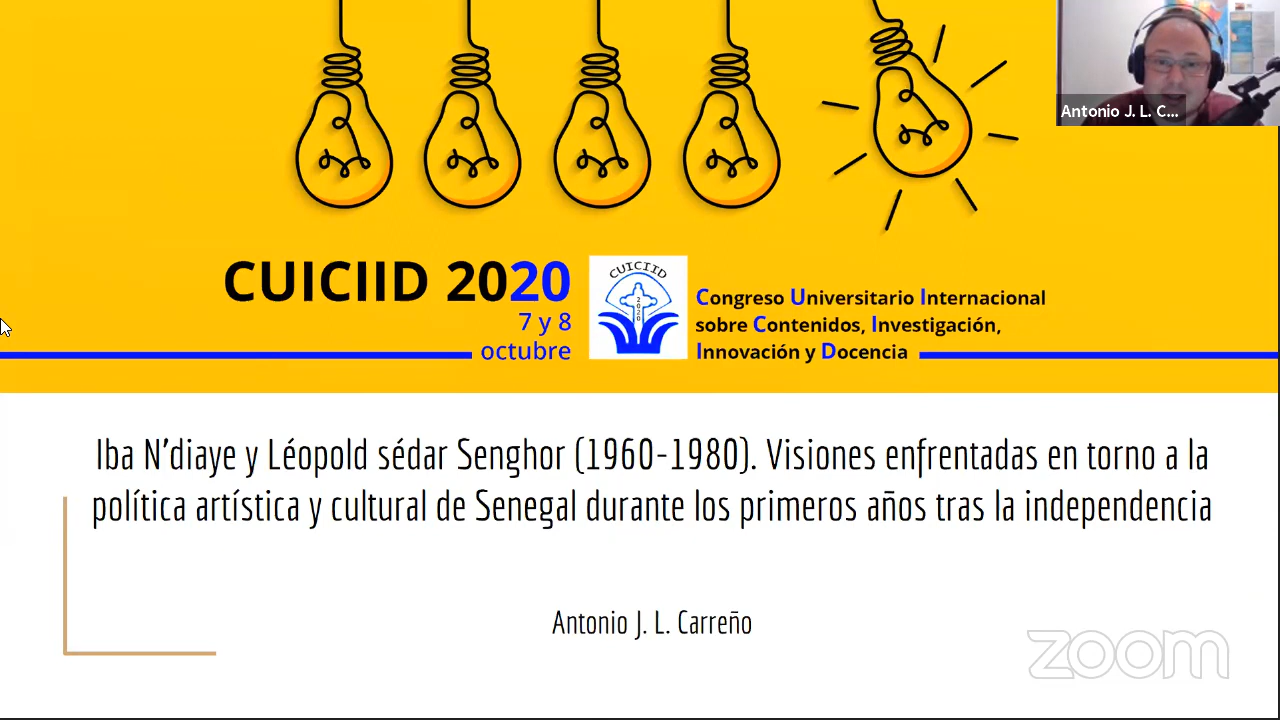 Antonio J. L. C...
CUICIID 2020
7 y 8
octubre
CUICIID
2020
Congreso Universitario Internacional
sobre Contenidos, Investigación,
Innovación y Docencia
Iba N'diaye y Léopold sédar Senghor (1960-1980). Visiones enfrentadas en torno a la
política artística y cultural de Senegal durante los primeros años tras la independencia
Antonio J. L. Carreño
zoom